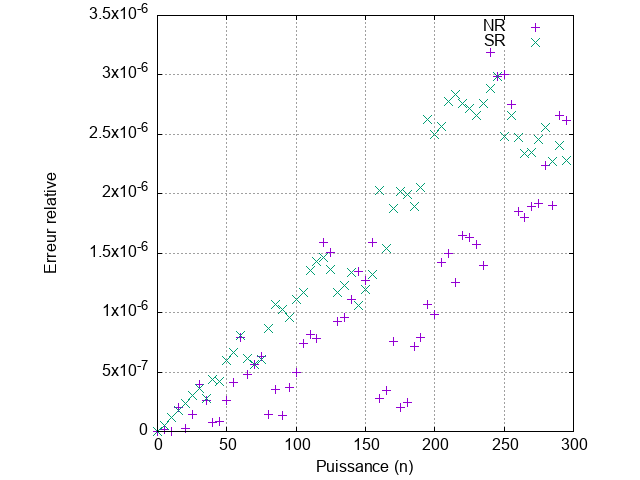 3.5x10-6
3x10-6
2.5x10-6
2x10-6
1.5x10-6
1x10-6
5x10-7
0
0 50 100 150 200 250 300
Erreur relative
Puissance (n)
NR
SR